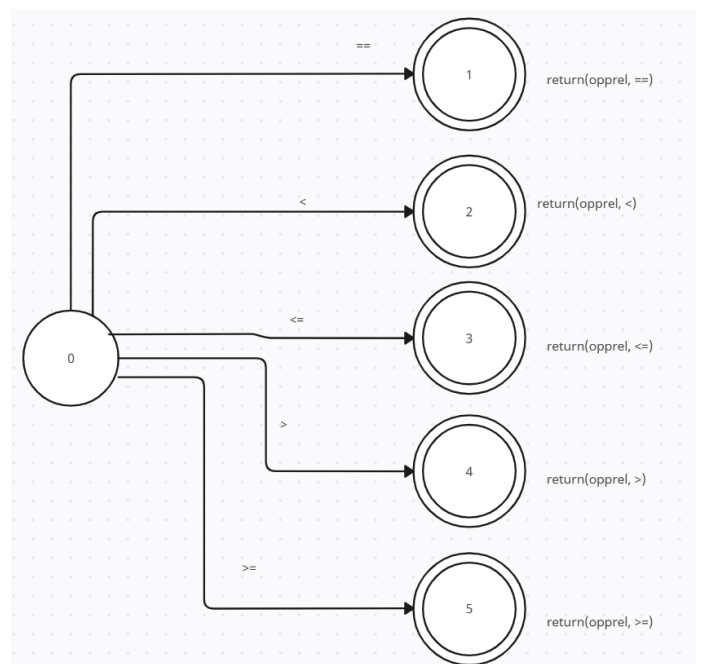 ==
1
return(opprel, ==)
<
2
return(opprel, <)
<=
3
return(opprel, <=)
0
>
4
return(opprel, >)
>=
5
return(opprel, >=)